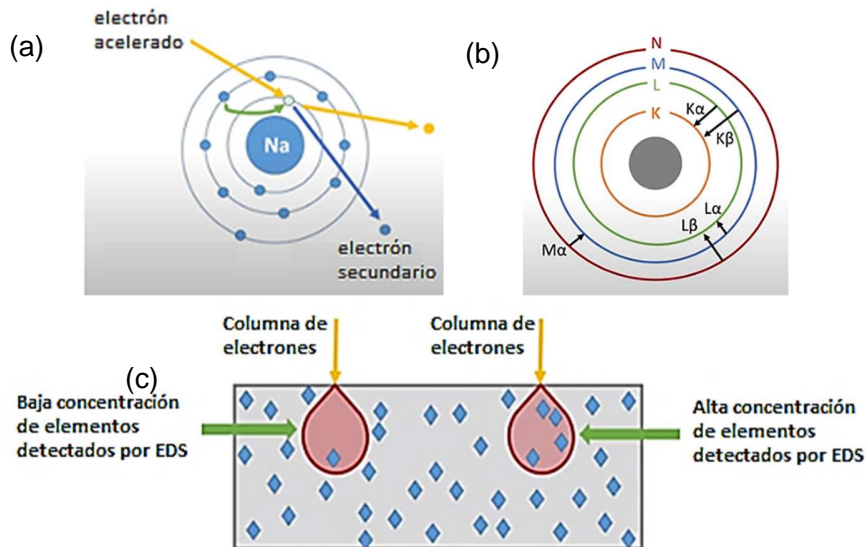 (a)
electrón
acelerado
Na
electrón
secundario
(b)
N
M
L
K
Kα
Kβ
Lα
Lβ
Mα
(c)
Columna de
electrones
Columna de
electrones
Baja concentración
de elementos
detectados por EDS
Alta concentración
de elementos
detectados por EDS